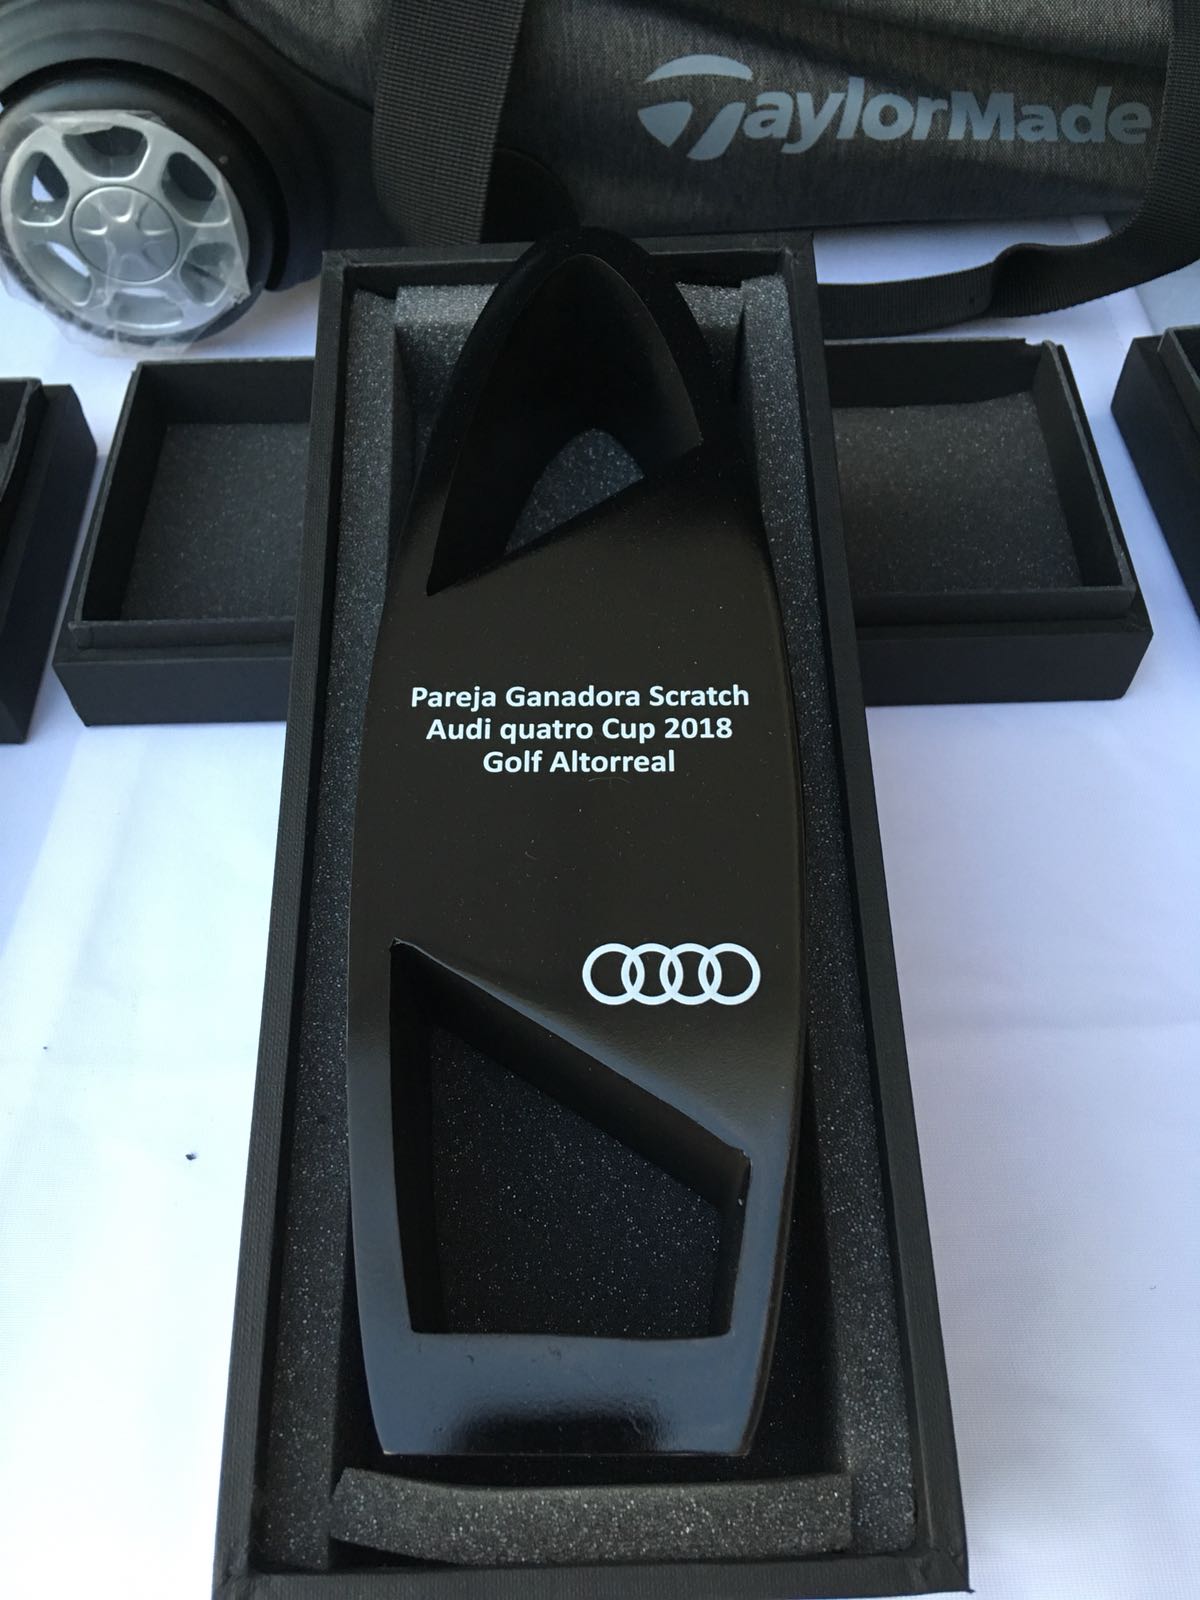 TaylorMade
Pareja Ganadora Scratch
Audi quatro Cup 2018
Golf Altorreal